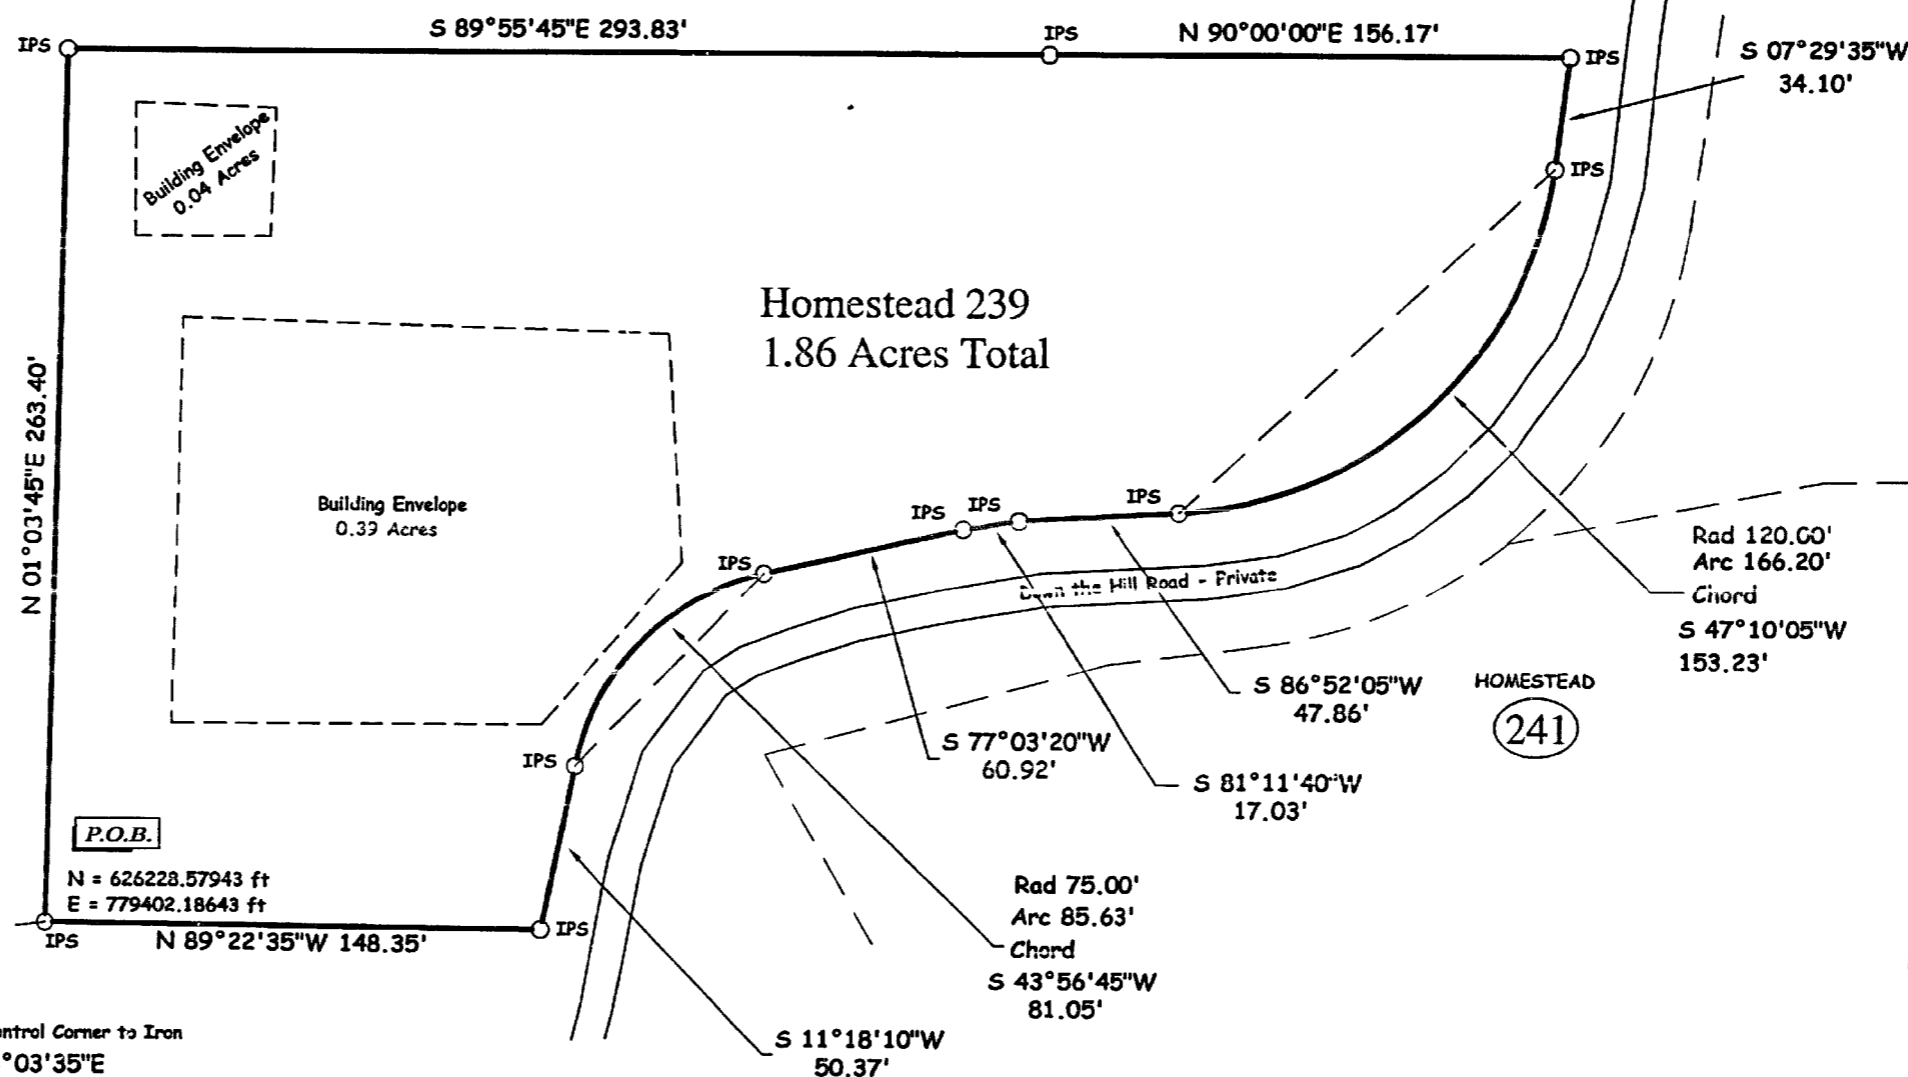 S 89°55'45"E 293.83'
N 90°00'00"E 156.17'
IPS
IPS
IPS
S 07°29'35"W
34.10'
IPS
Building Envelope
0.04 Acres
Homestead 239
1.86 Acres Total
N 01°03'45"E 263.40'
Building Envelope
0.39 Acres
IPS
IPS
IPS
IPS
Rad 120.00'
Arc 166.20'
Chord
S 47°10'05"W
153.23'
Down the Hill Road - Private
S 86°52'05"W
47.86'
HOMESTEAD
241
S 77°03'20"W
60.92'
S 81°11'40"W
17.03'
IPS
P.O.B.
N = 626228.57943 ft
E = 779402.18643 ft
IPS
N 89°22'35"W 148.35'
IPS
Rad 75.00'
Arc 85.63'
Chord
S 43°56'45"W
81.05'
S 11°18'10"W
50.37'
ntrol Corner to Iron
°03'35"E